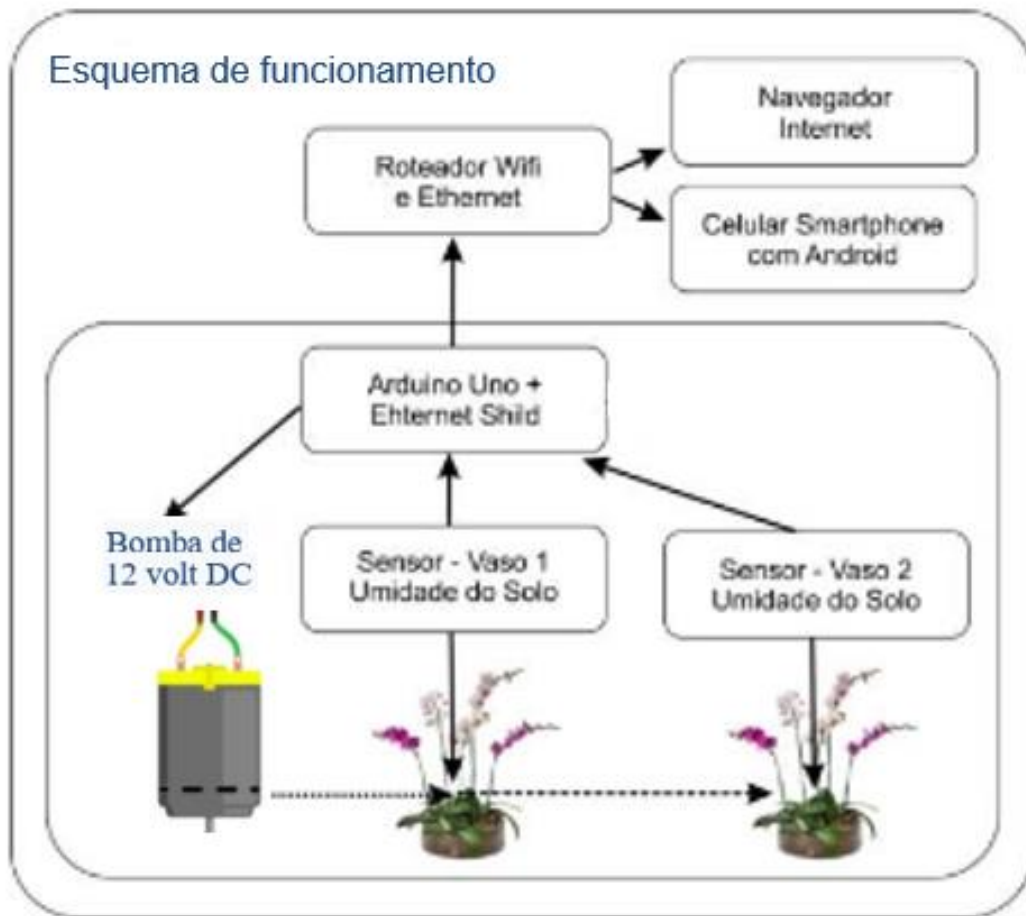 Esquema de funcionamento
Navegador
Internet
Roteador Wifi
e Ethernet
Celular Smartphone
com Android
Arduino Uno +
Ehternet Shild
Bomba de
12 volt DC
Sensor - Vaso 1
Umidade do Solo
Sensor - Vaso 2
Umidade do Solo